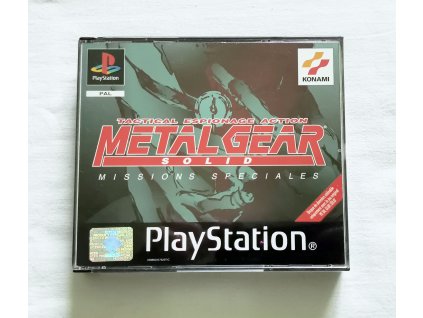 PlayStation
PAL
KONAMI
TACTICAL ESPIONAGE ACTION
METAL GEAR
SOLID
MISSIONS SPECIALES
PlayStation®